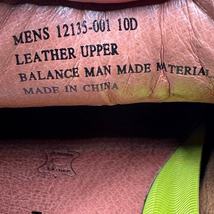 MENS 12135-001 10D
LEATHER UPPER
BALANCE MAN MADE MATERIAL
MADE IN CHINA